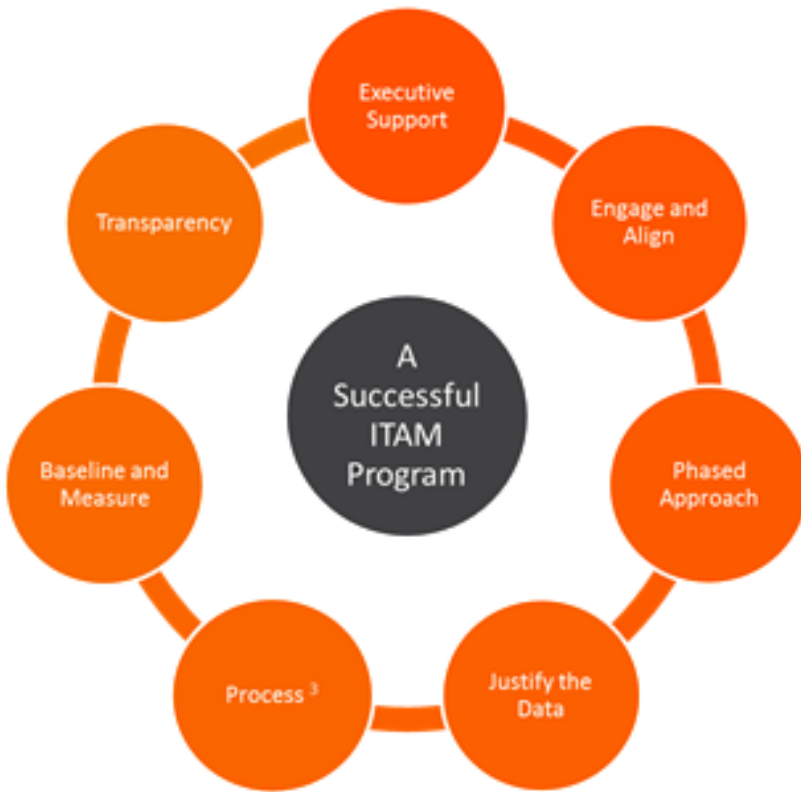 Executive
Support
Engage and
Align
Phased
Approach
Justify the
Data
Process ³
Baseline and
Measure
Transparency
A
Successful
ITAM
Program